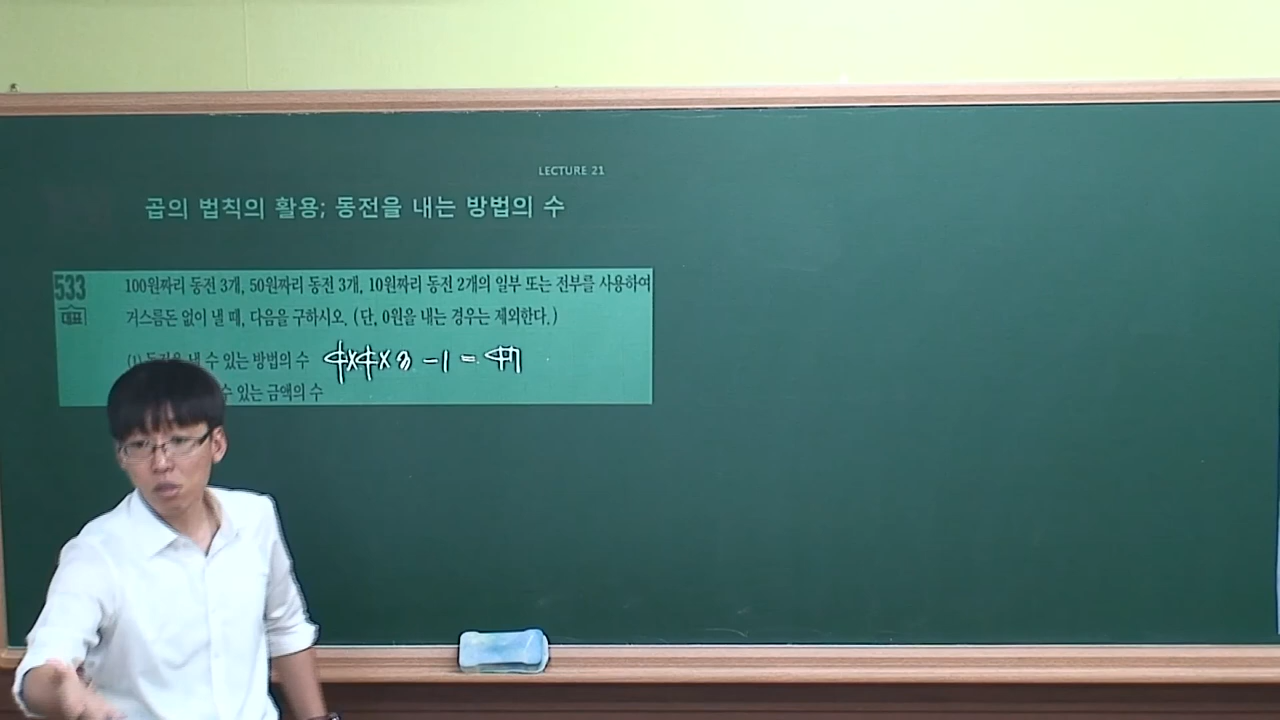 LECTURE 21
곱의 법칙의 활용; 동전을 내는 방법의 수
533
대표
100원짜리 동전 3개, 50원짜리 동전 3개, 10원짜리 동전 2개의 일부 또는 전부를 사용하여
거스름돈 없이 낼 때, 다음을 구하시오. (단, 0원을 내는 경우는 제외한다.)
(1) 동전을 낼 수 있는 방법의 수 4×4×3 -1 = 47
수 있는 금액의 수